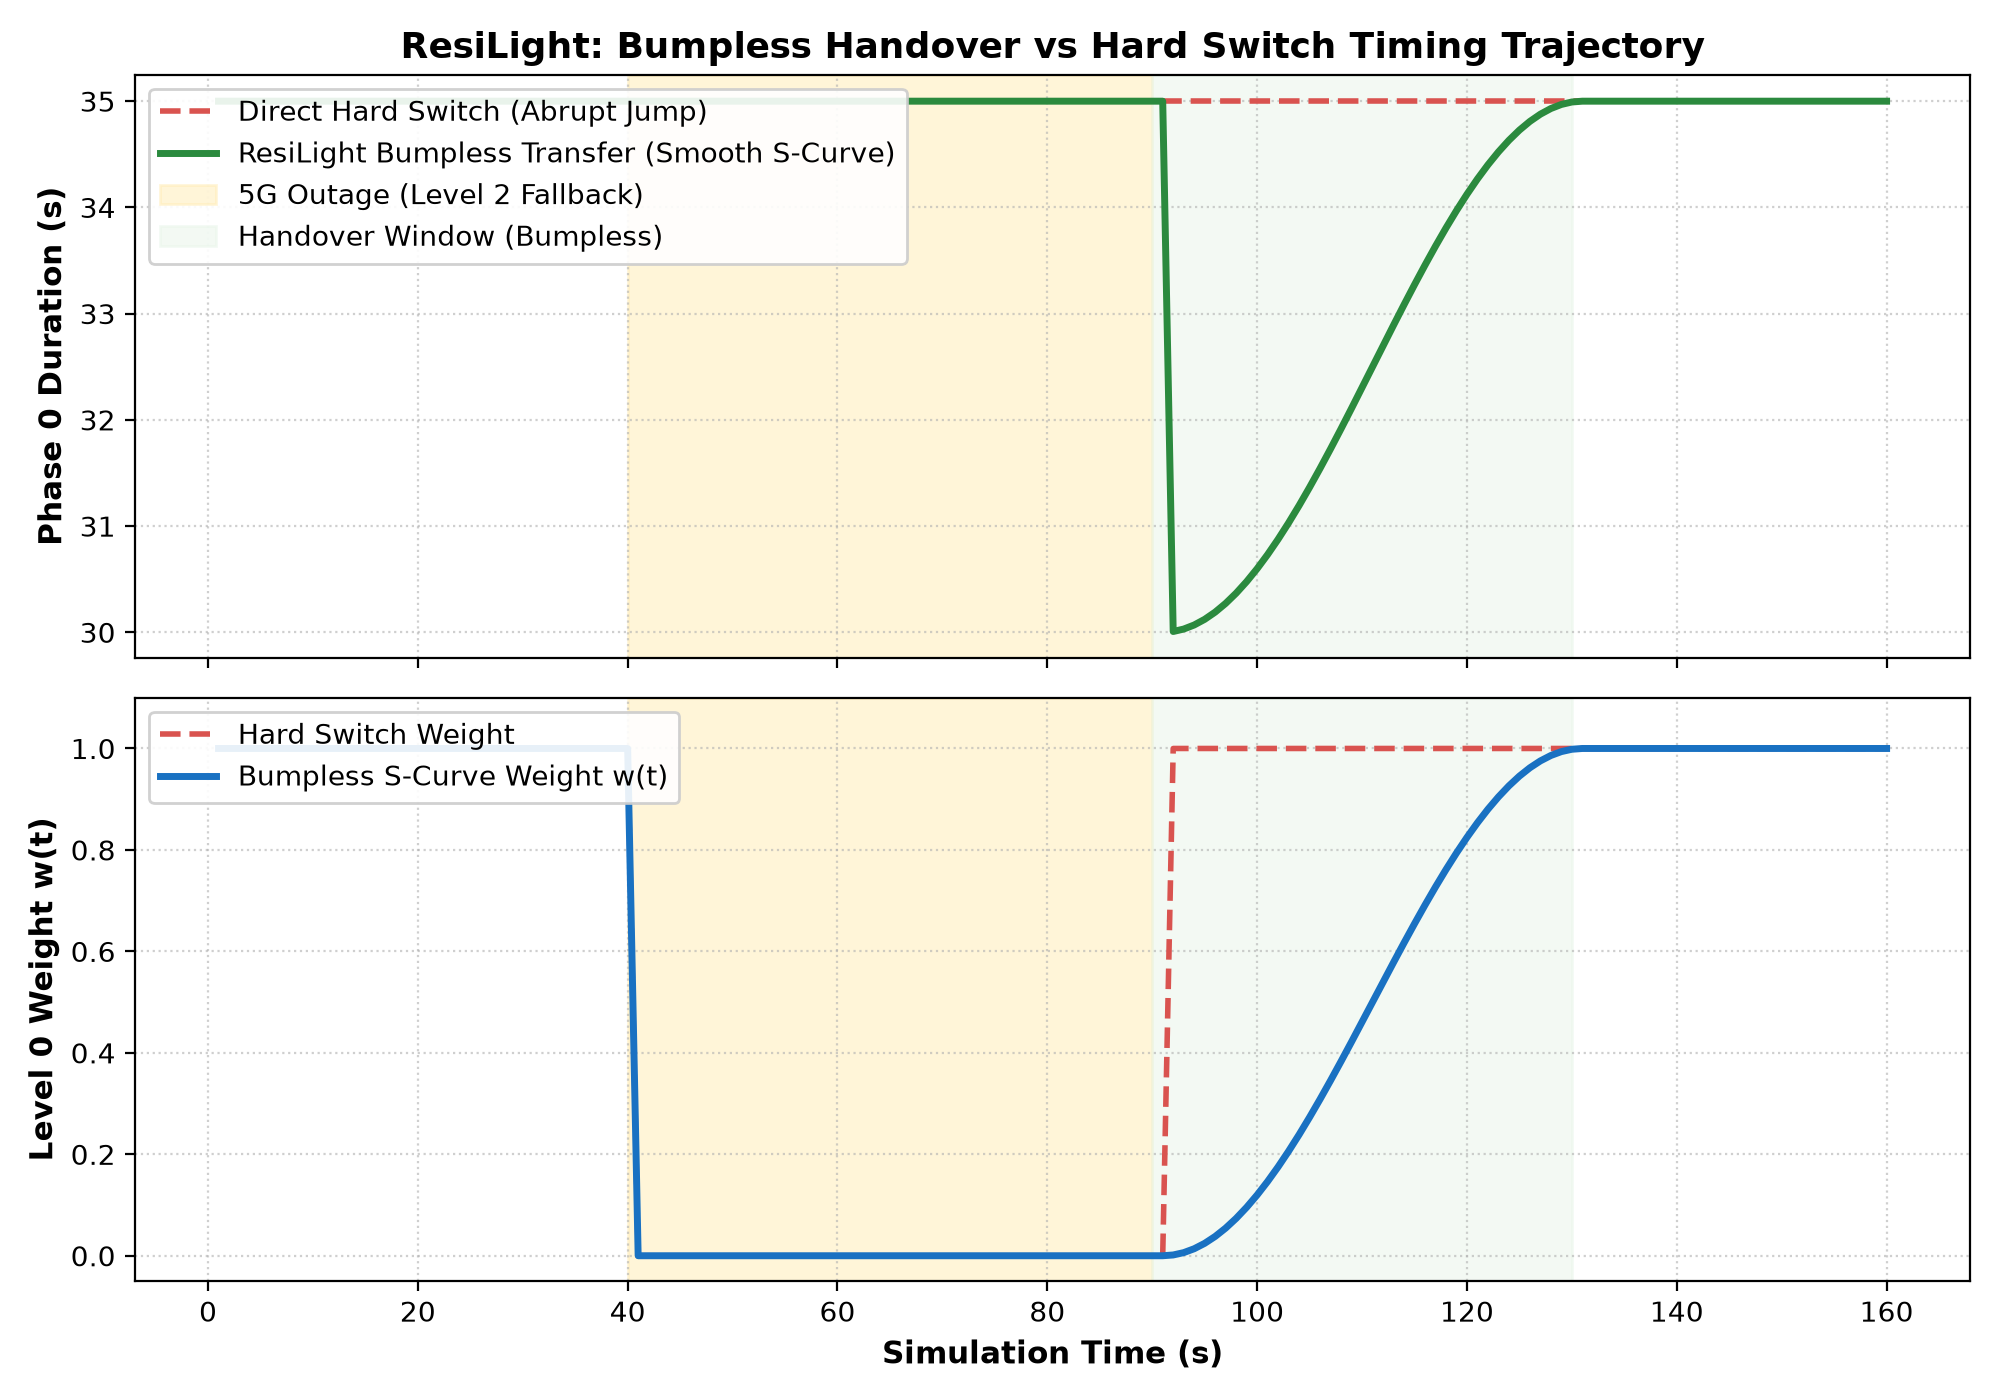 ResiLight: Bumpless Handover vs Hard Switch Timing Trajectory
Phase 0 Duration (s)
35
34
33
32
31
30
Direct Hard Switch (Abrupt Jump)
ResiLight Bumpless Transfer (Smooth S-Curve)
5G Outage (Level 2 Fallback)
Handover Window (Bumpless)
Level 0 Weight w(t)
1.0
0.8
0.6
0.4
0.2
0.0
Hard Switch Weight
Bumpless S-Curve Weight w(t)
0 20 40 60 80 100 120 140 160
Simulation Time (s)